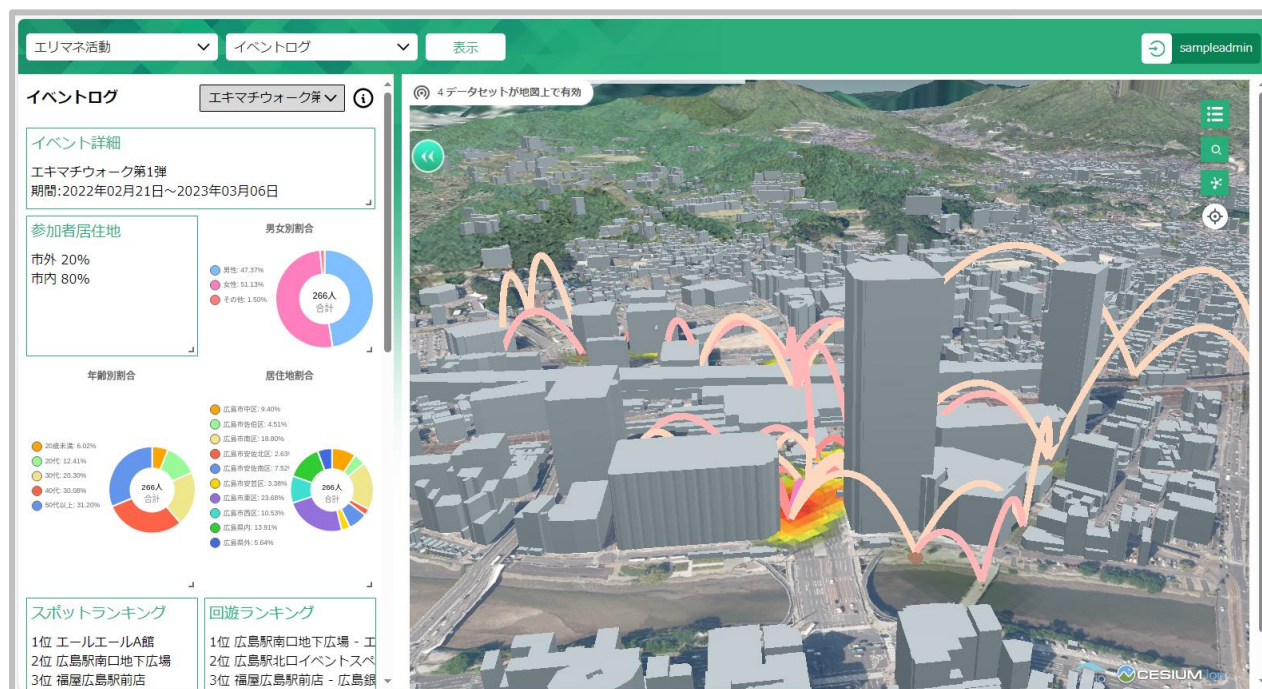 エリマネ活動
イベントログ
表示
sampleadmin
イベントログ
エキマチウォーク第
4データセットが地図上で有効
イベント詳細
エキマチウォーク第1弾
期間:2022年02月21日～2023年03月06日
参加者居住地
市外 20%
市内 80%
男女別割合
男性: 47.37%
女性: 51.13%
その他: 1.50%
266人
合計
年齢別割合
20歳未満: 6.02%
20代: 12.41%
30代: 20.30%
40代: 30.08%
50代以上: 31.20%
266人
合計
居住地割合
広島市中区: 9.40%
広島市佐伯区: 4.51%
広島市南区: 18.80%
広島市安佐北区: 2.63%
広島市安佐南区: 7.52%
広島市安芸区: 3.38%
広島市東区: 23.68%
広島市西区: 10.53%
広島県内: 13.91%
広島県外: 5.64%
266人
合計
スポットランキング
1位 エールエールA館
2位 広島駅南口地下広場
3位 福屋広島駅前店
回遊ランキング
1位 広島駅南口地下広場 - エ
2位 広島駅北口イベントスペ
3位 福屋広島駅前店 - 広島銀
CESIUM ion